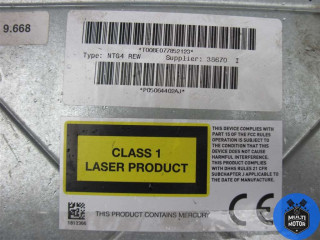 9.668
*T00BE077852123*
Type: NTG4 REW Supplier: 35670 I
*P05064403AJ*
CLASS 1
LASER PRODUCT
THIS DEVICE COMPLIES WITH
PART 15 OF THE FCC RULES
OPERATION IS SUBJECT TO
THE CONDITION THAT THIS
DEVICE DOES NOT CAUSE
HARMFUL INTERFERENCE.
THIS PRODUCT COMPLIES
WITH DHHS RULES 21 CFR
SUBCHAPTER J APPLICABLE TO
THE DATE OF MANUFACTURE.
THIS PRODUCT CONTAINS MERCURY
CE
MULTI
MOTOR